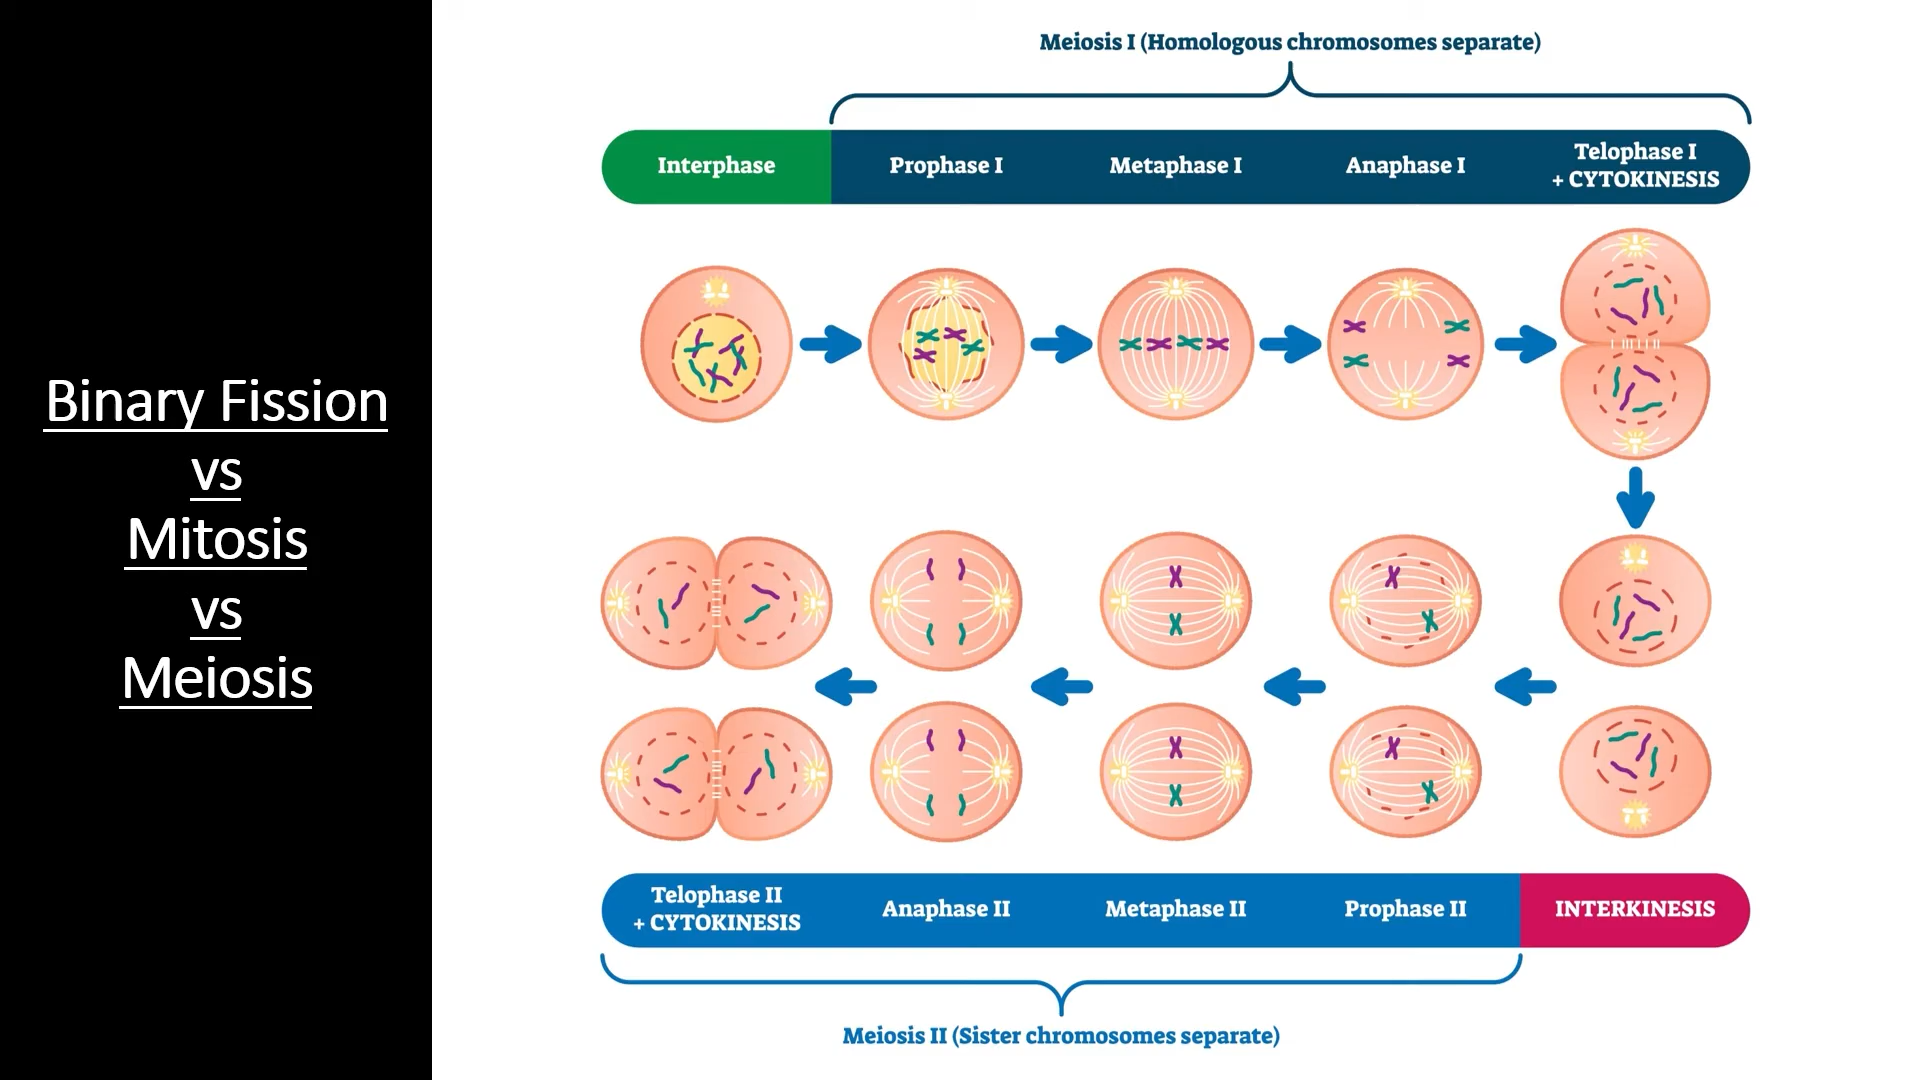 Binary Fission
vs
Mitosis
vs
Meiosis
Meiosis I (Homologous chromosomes separate)
Interphase
Prophase I
Metaphase I
Anaphase I
Telophase I
+ CYTOKINESIS
Telophase II
+ CYTOKINESIS
Anaphase II
Metaphase II
Prophase II
INTERKINESIS
Meiosis II (Sister chromosomes separate)